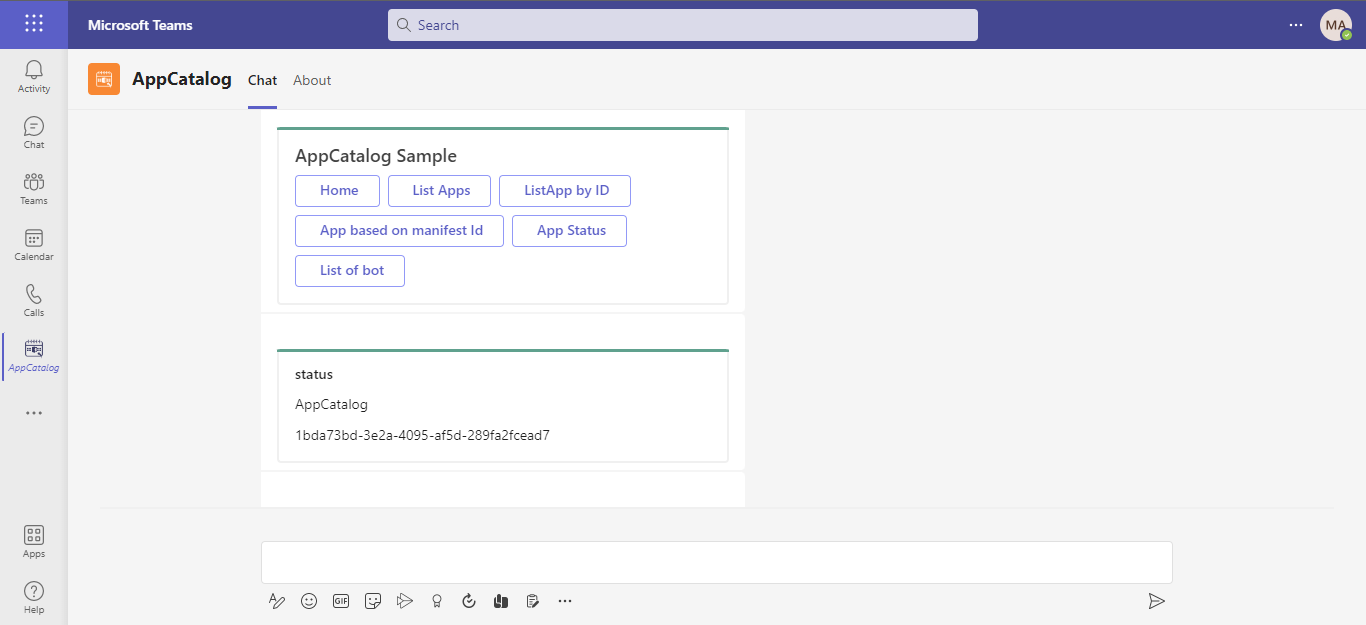 Microsoft Teams
Search
MA
Activity
Chat
Teams
Calendar
Calls
AppCatalog
Apps
Help
AppCatalog Chat About
AppCatalog Sample
Home List Apps ListApp by ID
App based on manifest Id App Status
List of bot
status
AppCatalog
1bda73bd-3e2a-4095-af5d-289fa2fcead7
GIF